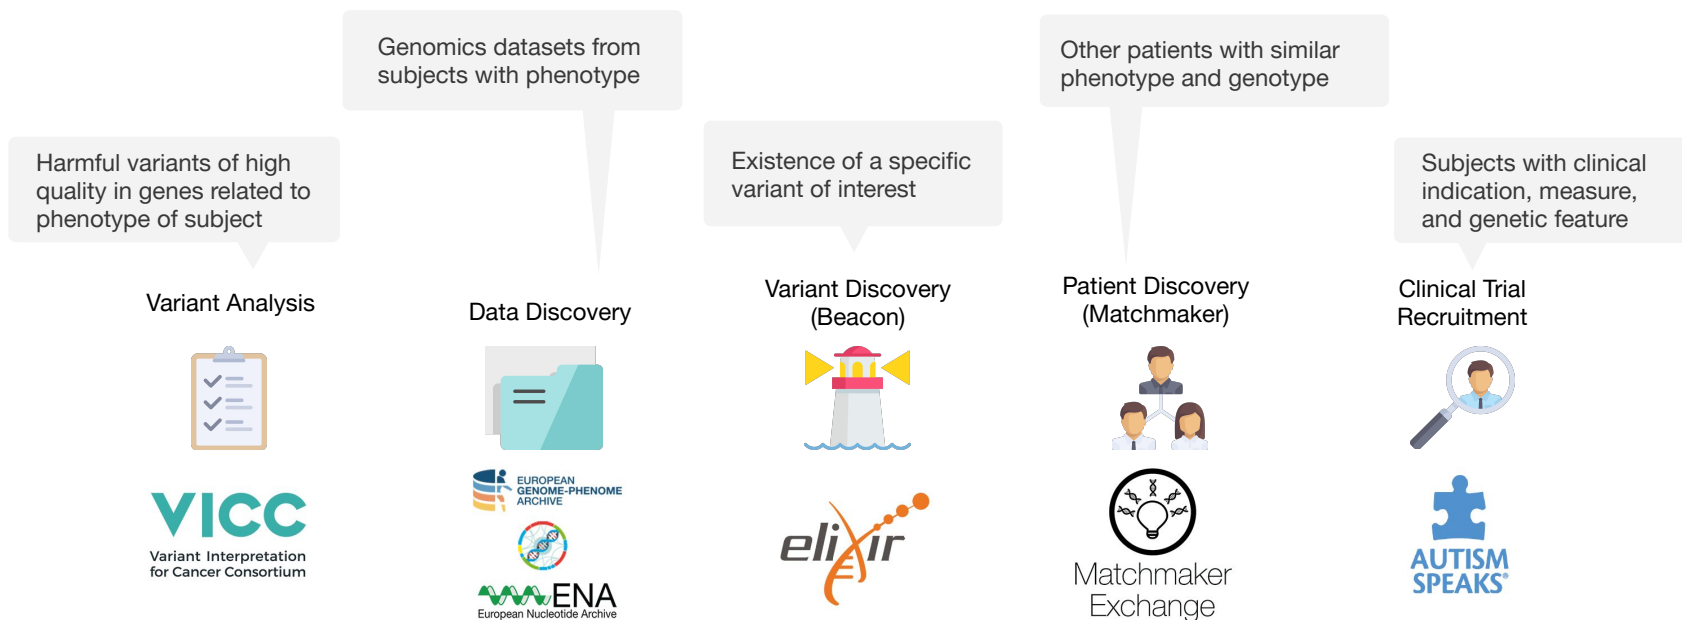 Genomics datasets from
subjects with phenotype
Other patients with similar
phenotype and genotype
Harmful variants of high
quality in genes related to
phenotype of subject
Existence of a specific
variant of interest
Subjects with clinical
indication, measure,
and genetic feature
Variant Analysis
Data Discovery
Variant Discovery
(Beacon)
Patient Discovery
(Matchmaker)
Clinical Trial
Recruitment
VICC
Variant Interpretation
for Cancer Consortium
EUROPEAN
GENOME-PHENOME
ARCHIVE
ENA
European Nucleotide Archive
elixir
Matchmaker
Exchange
AUTISM
SPEAKS®